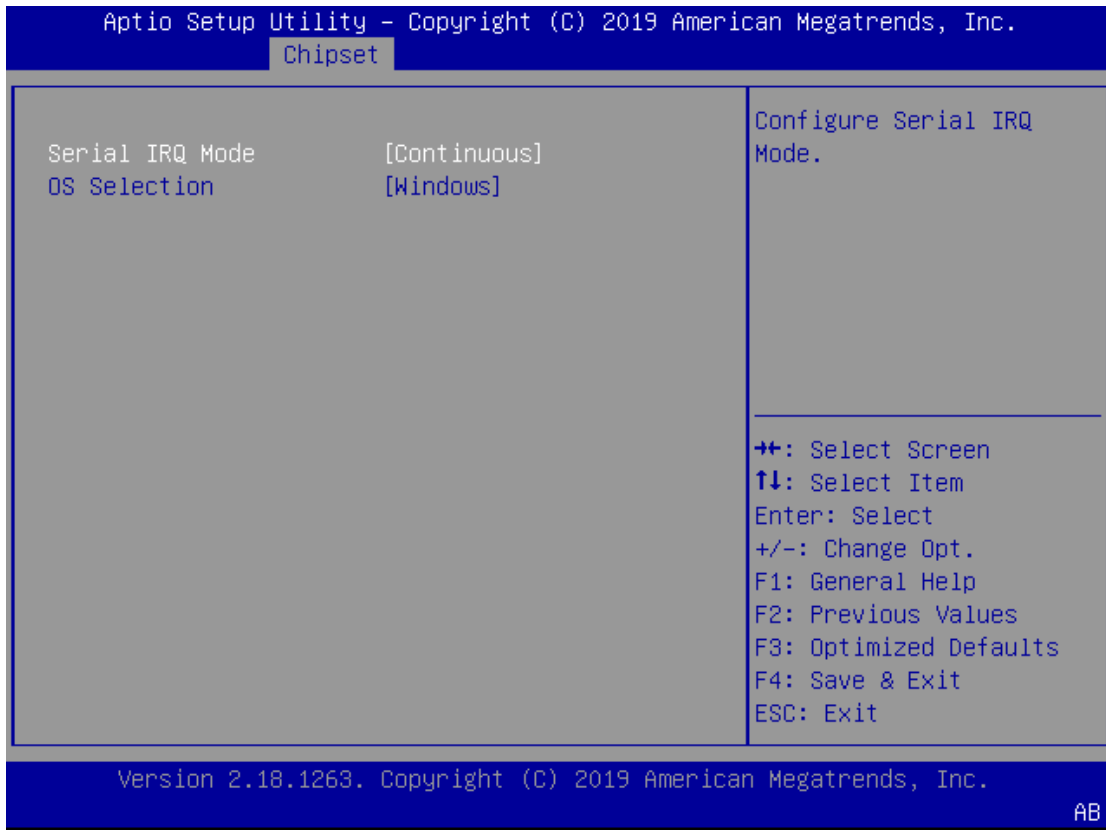 Aptio Setup Utility – Copyright (C) 2019 American Megatrends, Inc.
Chipset
Serial IRQ Mode [Continuous]
OS Selection [Windows]
Configure Serial IRQ
Mode.
→←: Select Screen
↑↓: Select Item
Enter: Select
+/-: Change Opt.
F1: General Help
F2: Previous Values
F3: Optimized Defaults
F4: Save & Exit
ESC: Exit
Version 2.18.1263. Copyright (C) 2019 American Megatrends, Inc.
AB